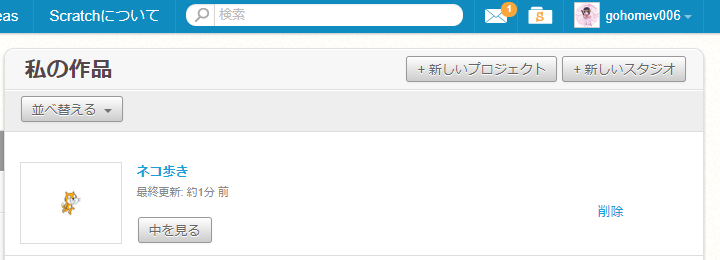 eas Scratchについて 検索 1 S gohomev006
私の作品 + 新しいプロジェクト + 新しいスタジオ
並べ替える
ネコ歩き
最終更新: 約1分 前
削除
中を見る